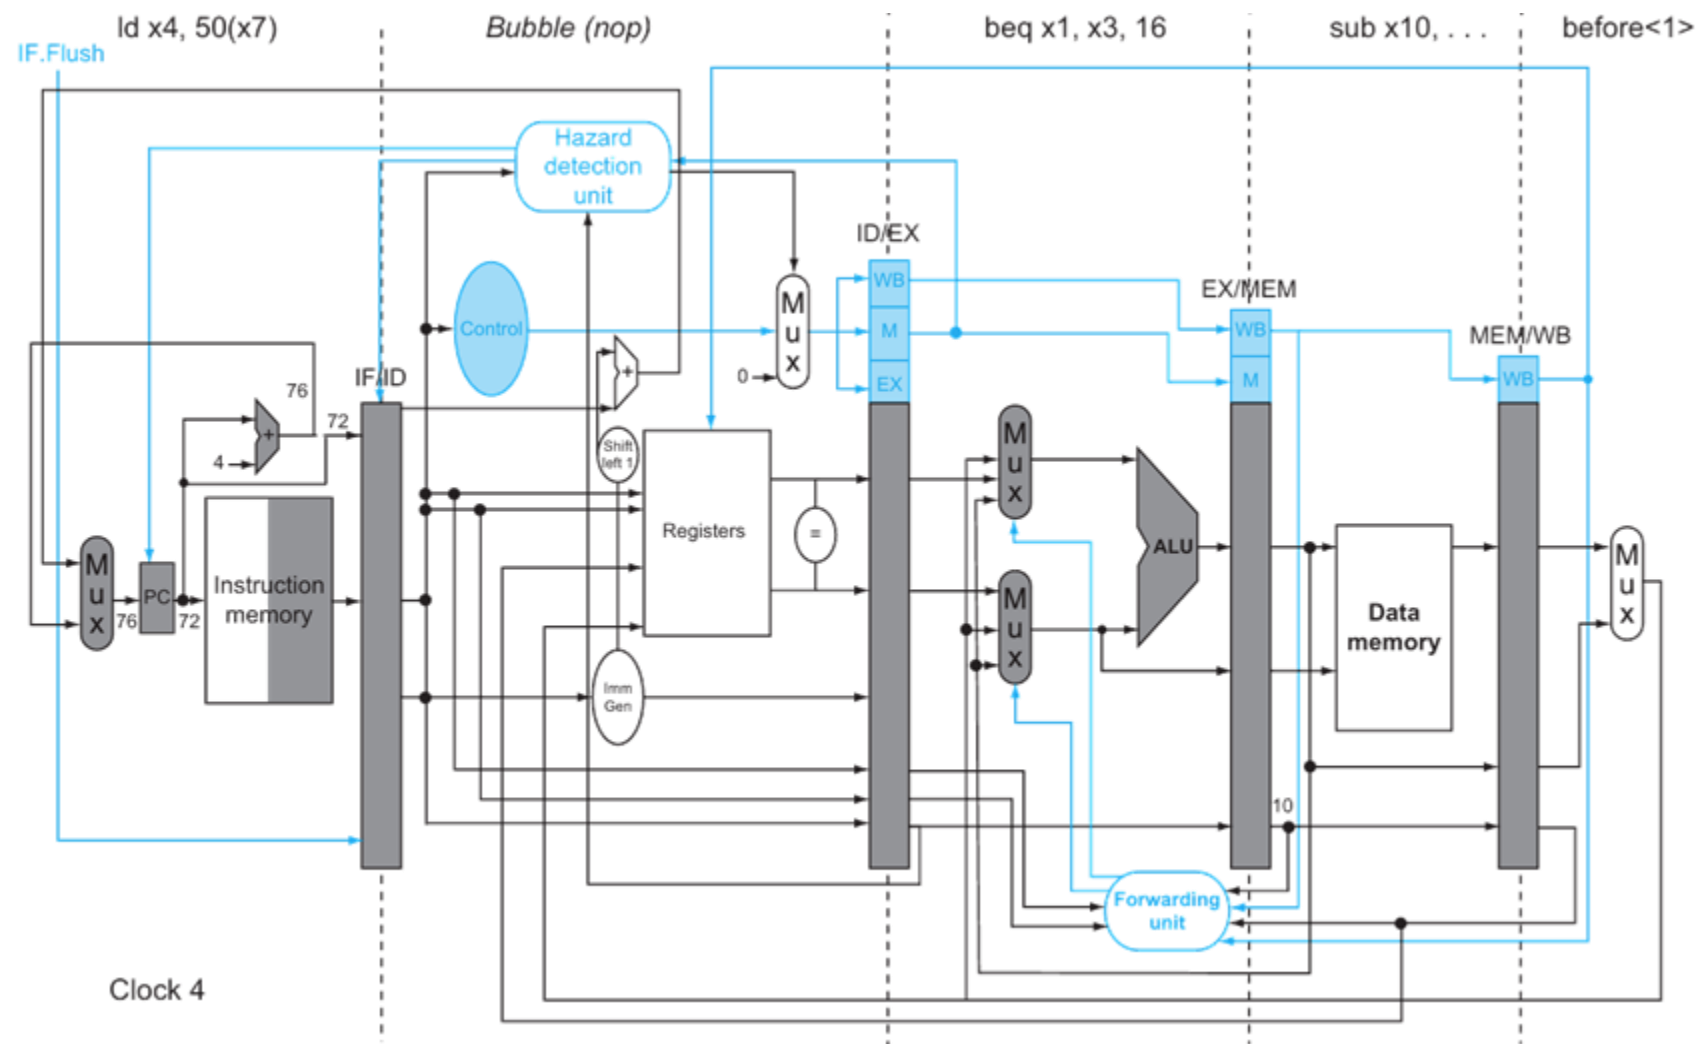 ld x4, 50(x7)
Bubble (nop)
beq x1, x3, 16
sub x10, . . .
before<1>
IF.Flush
Hazard
detection
unit
ID/EX
WB
M
EX
EX/MEM
WB
M
MEM/WB
WB
Control
M
u
x
0
+
IF/ID
76
72
+
4
Shift
left 1
M
u
x
ALU
M
u
x
Registers
=
M
u
x
76
PC
72
Instruction
memory
Data
memory
M
u
x
Imm
Gen
10
Forwarding
unit
Clock 4